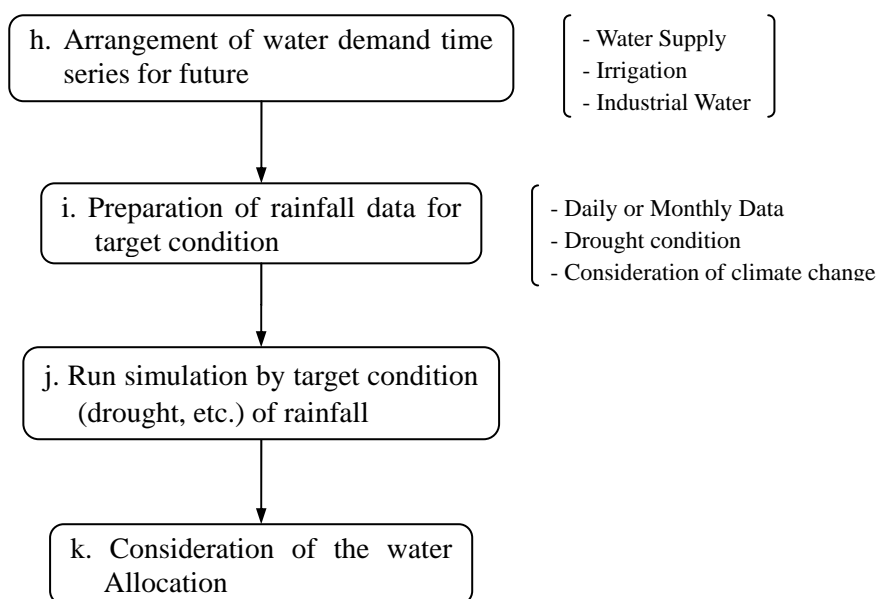 h. Arrangement of water demand time
series for future
- Water Supply
- Irrigation
- Industrial Water
i. Preparation of rainfall data for
target condition
- Daily or Monthly Data
- Drought condition
- Consideration of climate change
j. Run simulation by target condition
(drought, etc.) of rainfall
k. Consideration of the water
Allocation